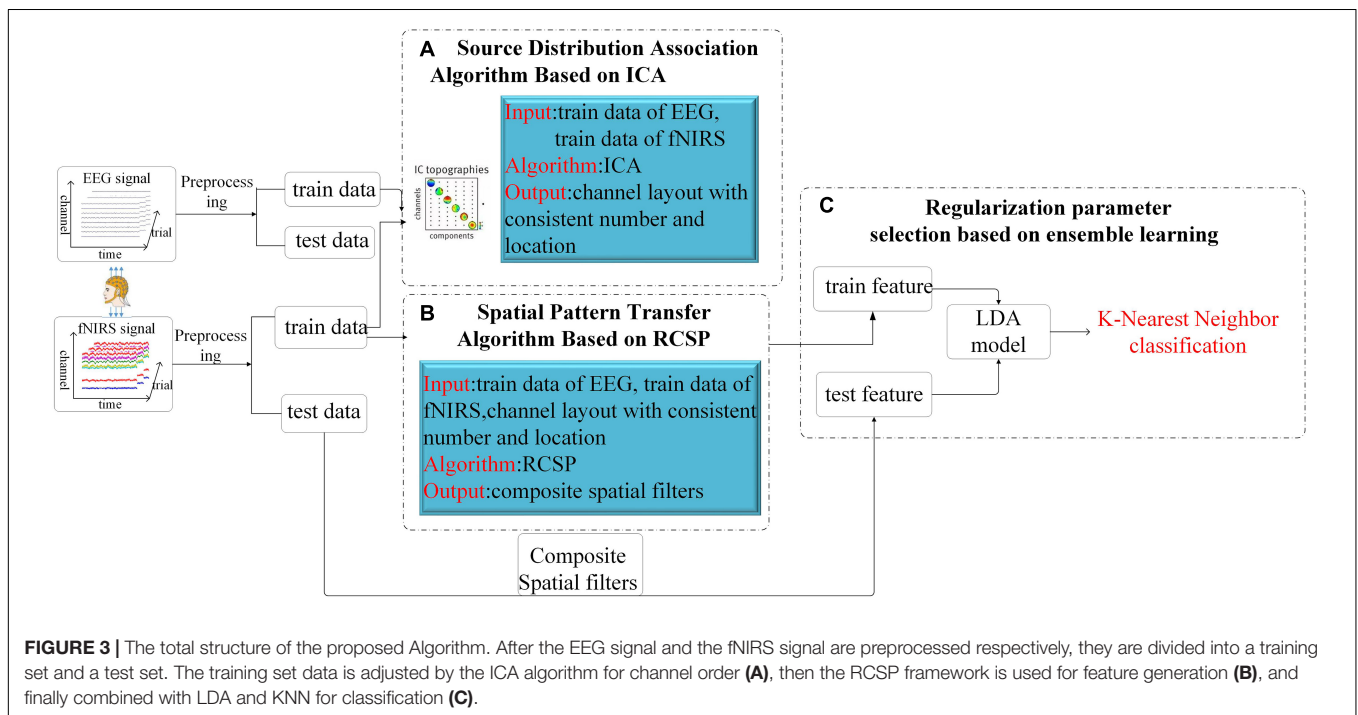 A Source Distribution Association
Algorithm Based on ICA
Input:train data of EEG,
train data of fNIRS
Algorithm:ICA
Output:channel layout with
consistent number and
location
IC topographies
channels
components
EEG signal
channel
trial
time
Preprocess
ing
train data
test data
fNIRS signal
channel
trial
time
Preprocess
ing
train data
test data
B Spatial Pattern Transfer
Algorithm Based on RCSP
Input:train data of EEG, train data of
fNIRS,channel layout with consistent
number and location
Algorithm:RCSP
Output:composite spatial filters
Composite
Spatial filters
C Regularization parameter
selection based on ensemble learning
train feature
test feature
LDA
model
K-Nearest Neighbor
classification
FIGURE 3 | The total structure of the proposed Algorithm. After the EEG signal and the fNIRS signal are preprocessed respectively, they are divided into a training
set and a test set. The training set data is adjusted by the ICA algorithm for channel order (A), then the RCSP framework is used for feature generation (B), and
finally combined with LDA and KNN for classification (C).